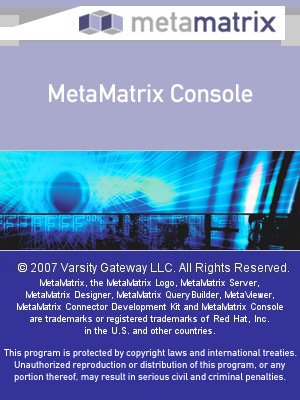 metamatrix
MetaMatrix Console
© 2007 Varsity Gateway LLC. All Rights Reserved.
MetaMatrix, the MetaMatrix Logo, MetaMatrix Server,
MetaMatrix Designer, MetaMatrix QueryBuilder, MetaViewer,
MetaMatrix Connector Development Kit and MetaMatrix Console
are trademarks or registered trademarks of Red Hat, Inc.
in the U.S. and other countries.
This program is protected by copyright laws and international treaties.
Unauthorized reproduction or distribution of this program, or any
portion thereof, may result in serious civil and criminal penalties.